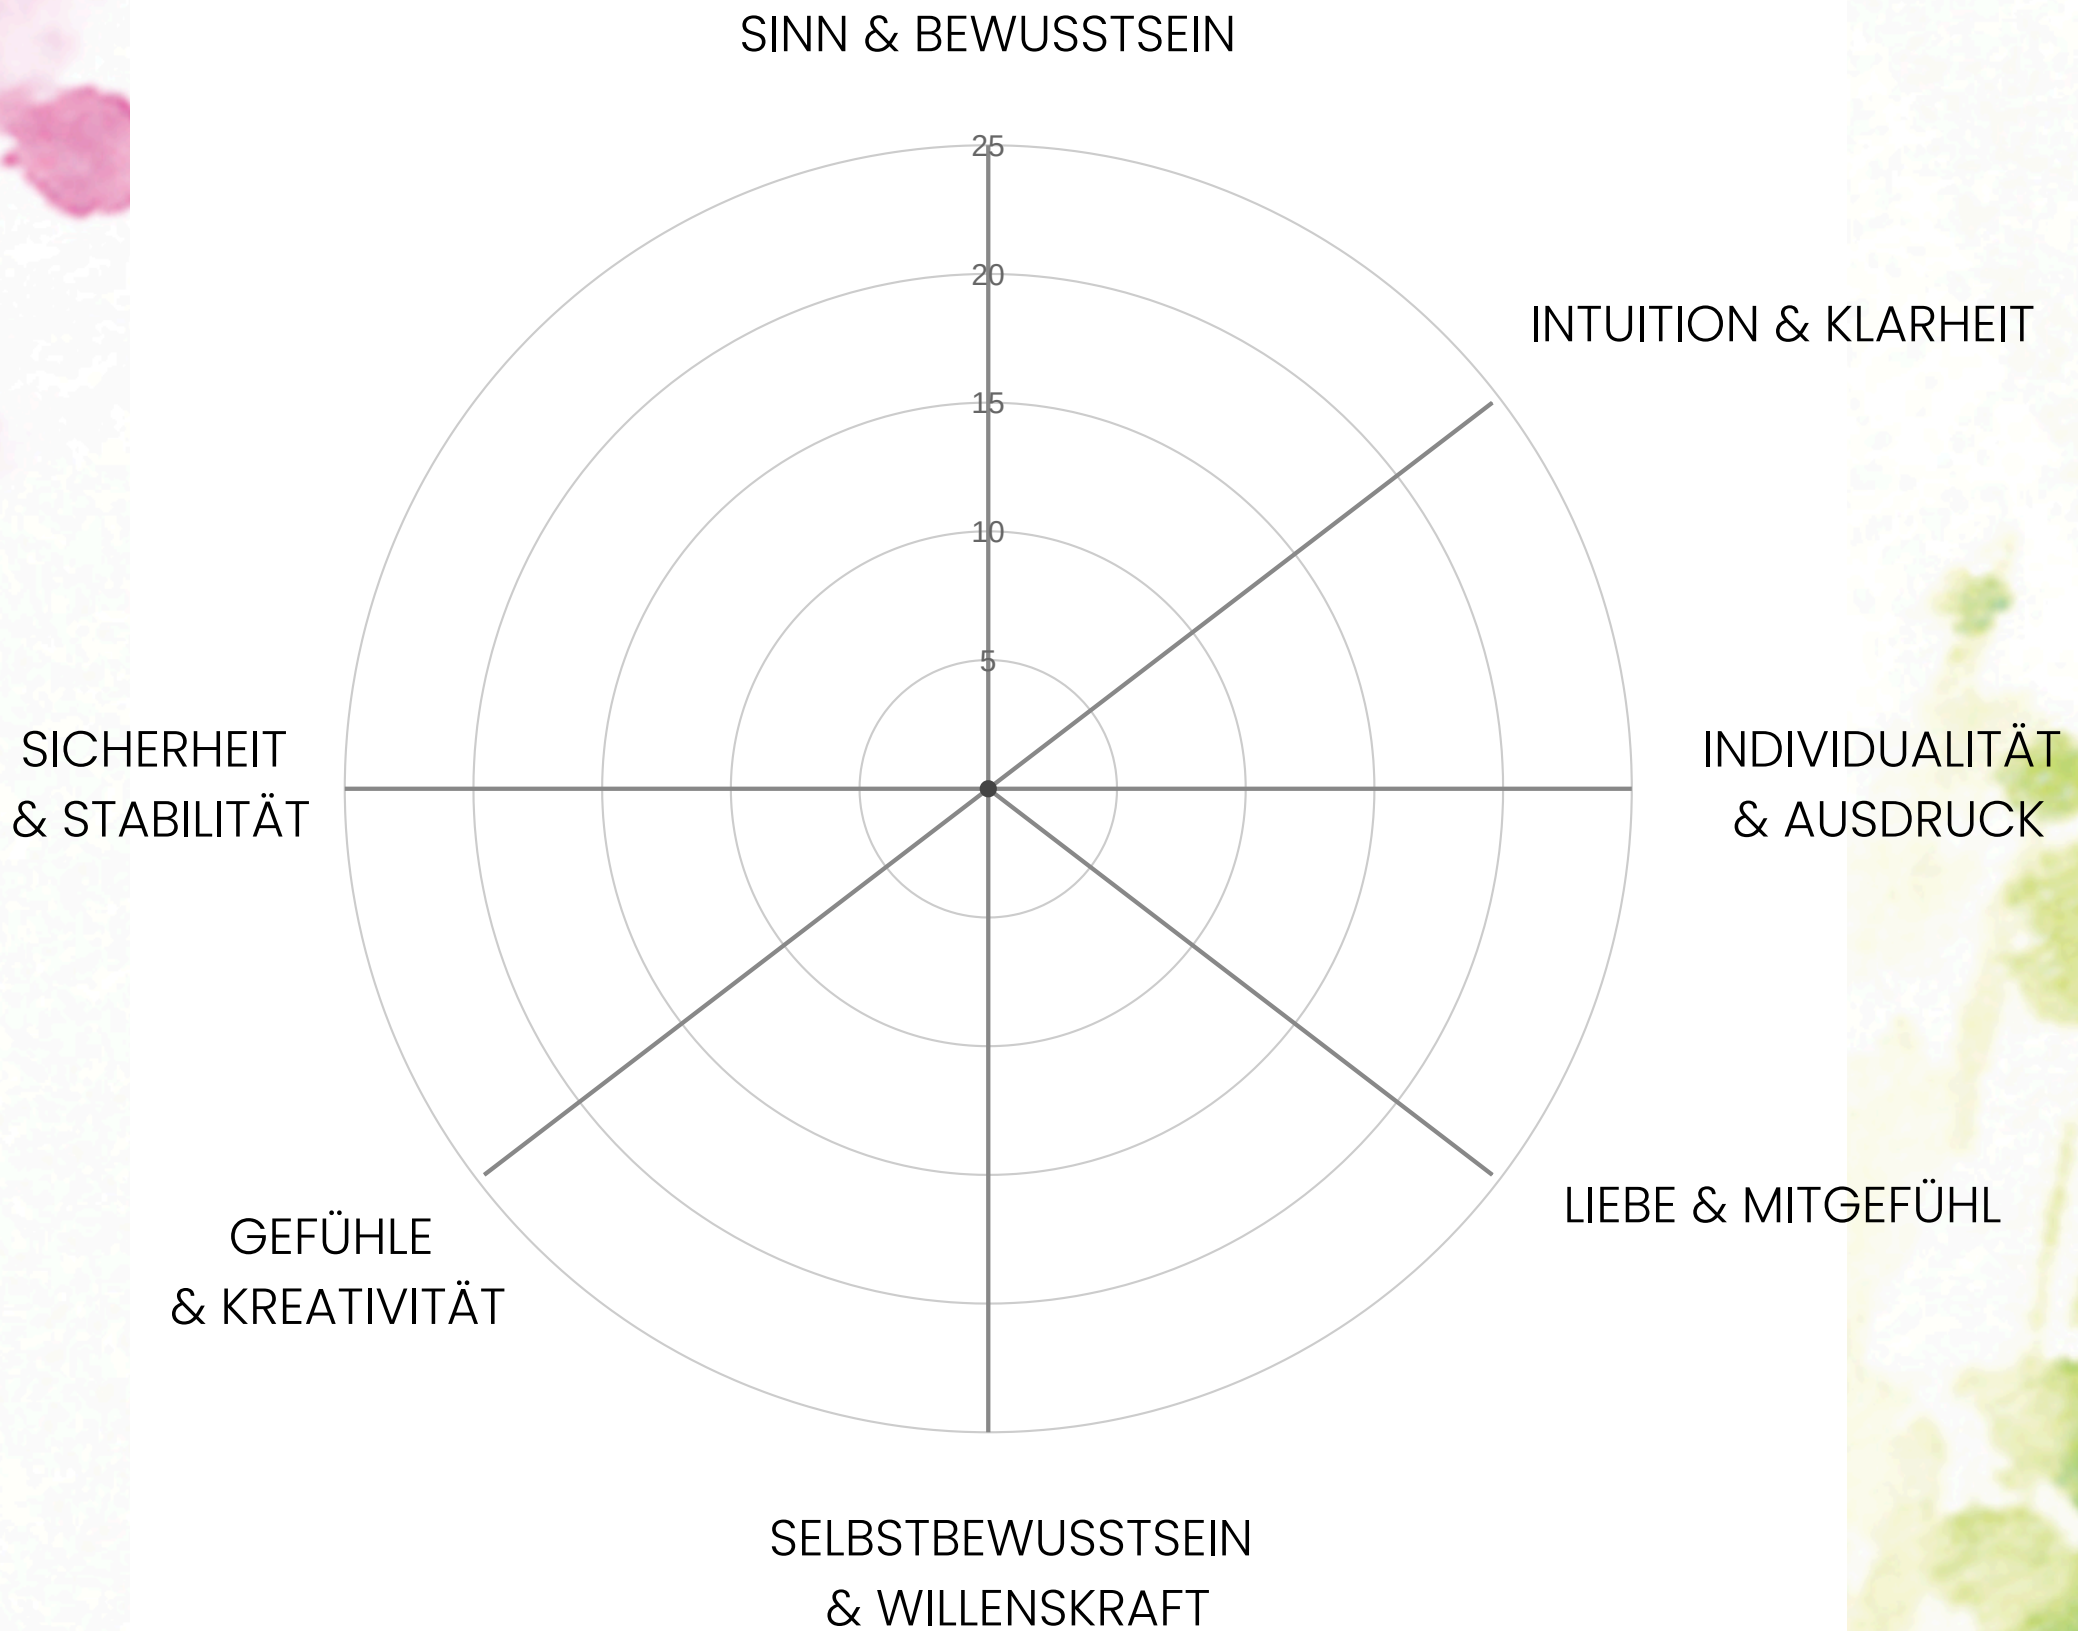 SINN & BEWUSSTSEIN
25
20
INTUITION & KLARHEIT
15
10
5
SICHERHEIT
& STABILITÄT
INDIVIDUALITÄT
& AUSDRUCK
LIEBE & MITGEFÜHL
GEFÜHLE
& KREATIVITÄT
SELBSTBEWUSSTSEIN
& WILLENSKRAFT